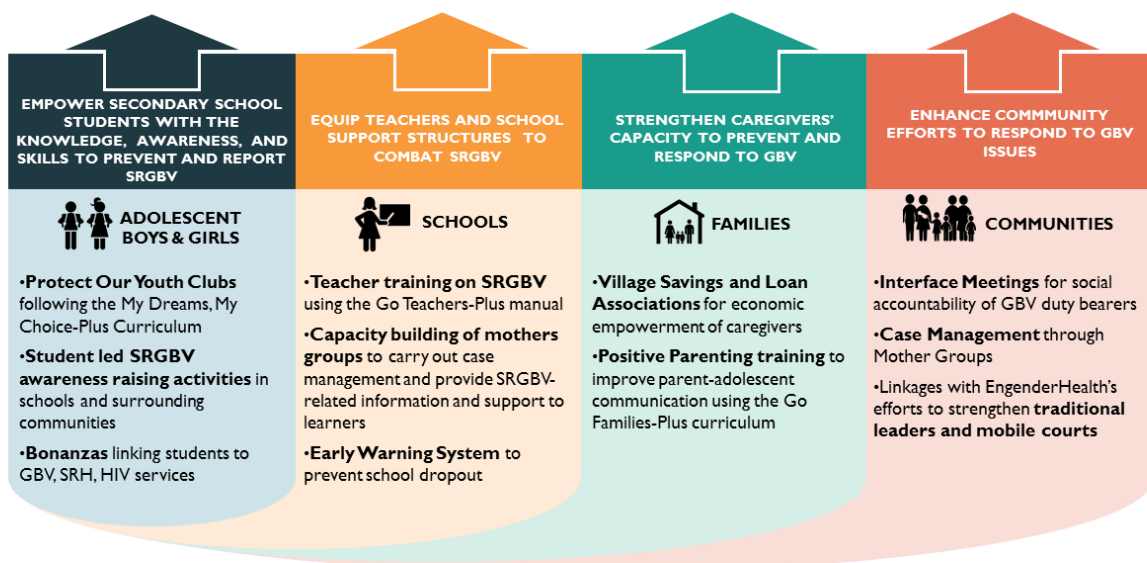 EMPOWER SECONDARY SCHOOL
STUDENTS WITH THE
KNOWLEDGE, AWARENESS, AND
SKILLS TO PREVENT AND REPORT
SRGBV
ADOLESCENT
BOYS & GIRLS
•Protect Our Youth Clubs
following the My Dreams, My
Choice-Plus Curriculum
•Student led SRGBV
awareness raising activities in
schools and surrounding
communities
•Bonanzas linking students to
GBV, SRH, HIV services
EQUIP TEACHERS AND SCHOOL
SUPPORT STRUCTURES TO
COMBAT SRGBV
SCHOOLS
•Teacher training on SRGBV
using the Go Teachers-Plus manual
•Capacity building of mothers
groups to carry out case
management and provide SRGBV-
related information and support to
learners
•Early Warning System to
prevent school dropout
STRENGTHEN CAREGIVERS'
CAPACITY TO PREVENT AND
RESPOND TO GBV
FAMILIES
•Village Savings and Loan
Associations for economic
empowerment of caregivers
•Positive Parenting training to
improve parent-adolescent
communication using the Go
Families-Plus curriculum
ENHANCE COMMMUNITY
EFFORTS TO RESPOND TO GBV
ISSUES
COMMUNITIES
•Interface Meetings for social
accountability of GBV duty bearers
•Case Management through
Mother Groups
•Linkages with EngenderHealth's
efforts to strengthen traditional
leaders and mobile courts